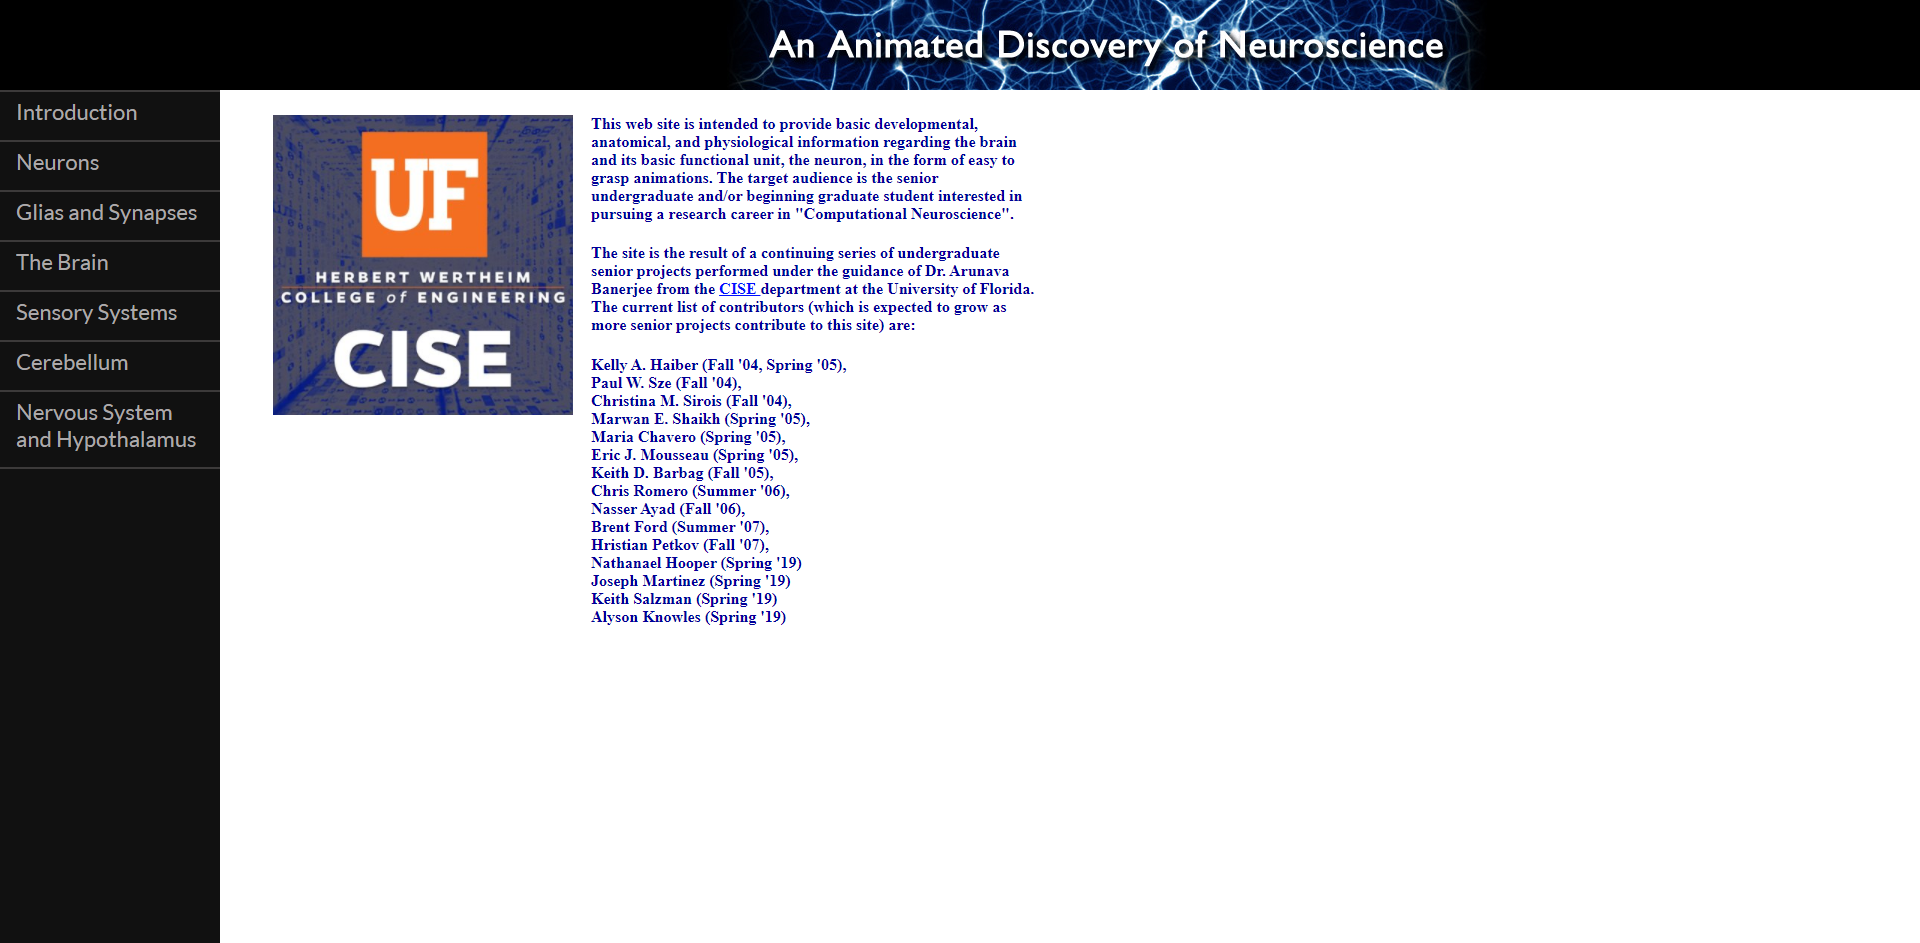 An Animated Discovery of Neuroscience
Introduction
Neurons
Glias and Synapses
The Brain
Sensory Systems
Cerebellum
Nervous System
and Hypothalamus
UF
HERBERT WERTHEIM
COLLEGE of ENGINEERING
CISE
This web site is intended to provide basic developmental,
anatomical, and physiological information regarding the brain
and its basic functional unit, the neuron, in the form of easy to
grasp animations. The target audience is the senior
undergraduate and/or beginning graduate student interested in
pursuing a research career in "Computational Neuroscience".
The site is the result of a continuing series of undergraduate
senior projects performed under the guidance of Dr. Arunava
Banerjee from the CISE department at the University of Florida.
The current list of contributors (which is expected to grow as
more senior projects contribute to this site) are:
Kelly A. Haiber (Fall '04, Spring '05),
Paul W. Sze (Fall '04),
Christina M. Sirois (Fall '04),
Marwan E. Shaikh (Spring '05),
Maria Chavero (Spring '05),
Eric J. Mousseau (Spring '05),
Keith D. Barbag (Fall '05),
Chris Romero (Summer '06),
Nasser Ayad (Fall '06),
Brent Ford (Summer '07),
Hristian Petkov (Fall '07),
Nathanael Hooper (Spring '19)
Joseph Martinez (Spring '19)
Keith Salzman (Spring '19)
Alyson Knowles (Spring '19)